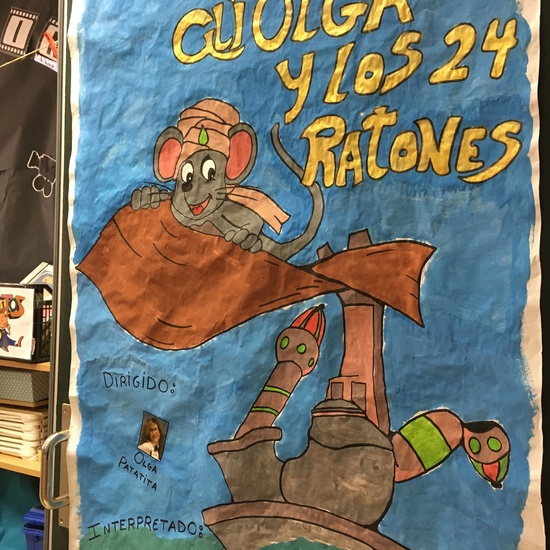 OLGA
Y LOS 24
RATONES
DIRIGIDO:
OLGA
PATATITA
INTERPRETADO: